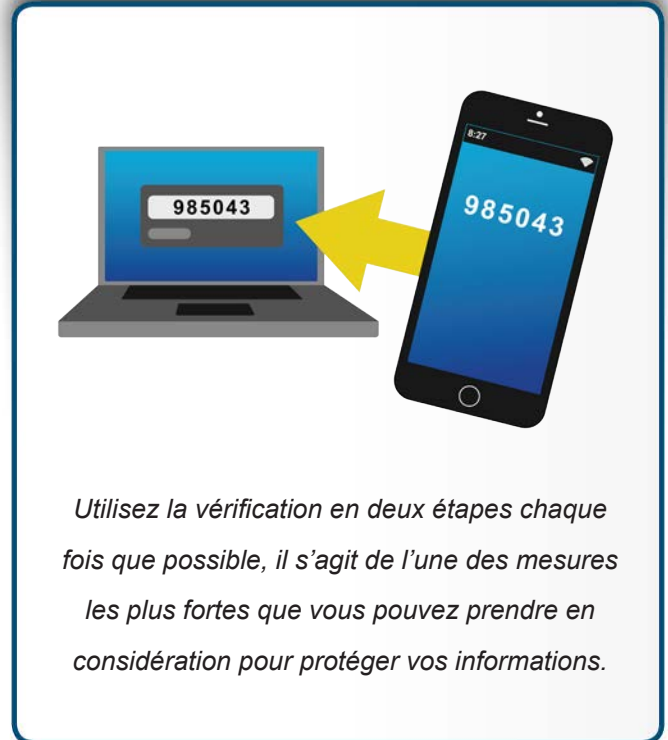 8:27
985043
985043
Utilisez la vérification en deux étapes chaque
fois que possible, il s’agit de l’une des mesures
les plus fortes que vous pouvez prendre en
considération pour protéger vos informations.